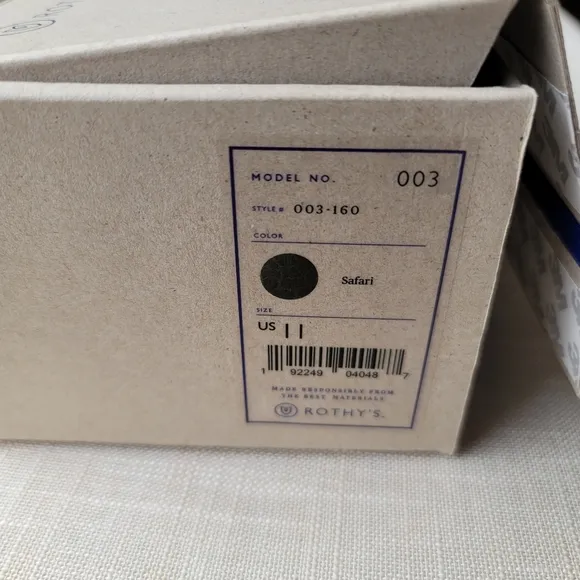 MODEL NO. 003
STYLE# 003-160
COLOR
Safari
SIZE
US 11
1 92249 04048 7
MADE RESPONSIBLY FROM
THE BEST MATERIALS
ROTHY'S.